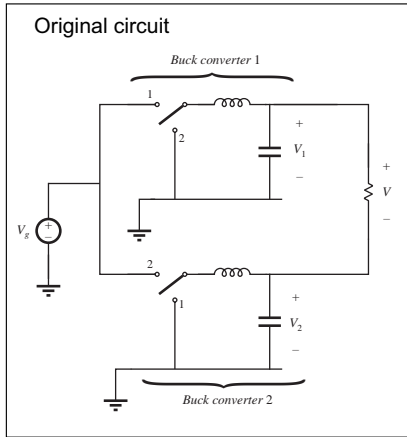 Original circuit
Buck converter 1
1
2
+
V1
–
+
V
–
Vg
+
–
2
1
+
V2
–
Buck converter 2